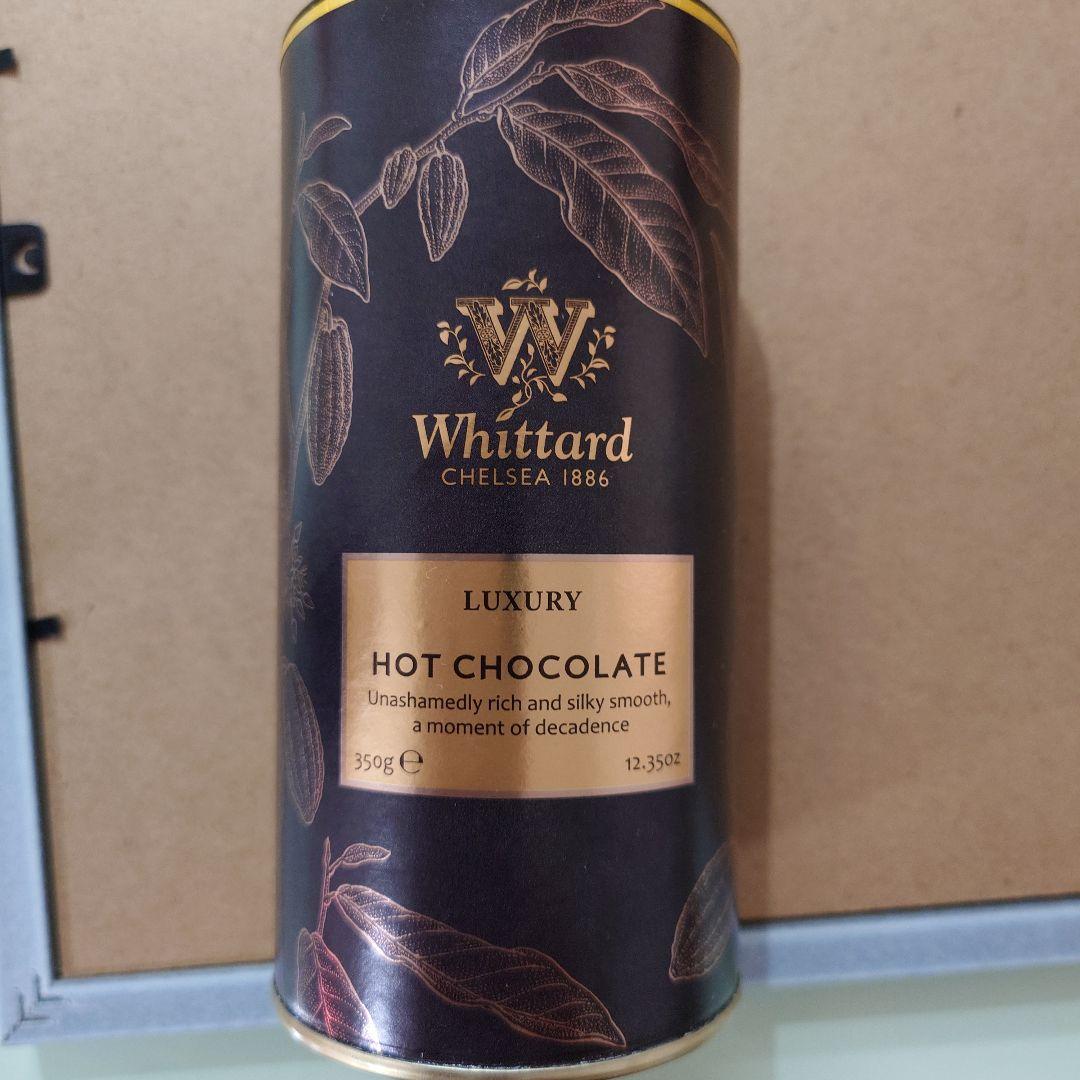 W
Whittard
CHELSEA 1886
LUXURY
HOT CHOCOLATE
Unashamedly rich and silky smooth,
a moment of decadence
350g ℮ 12.35oz